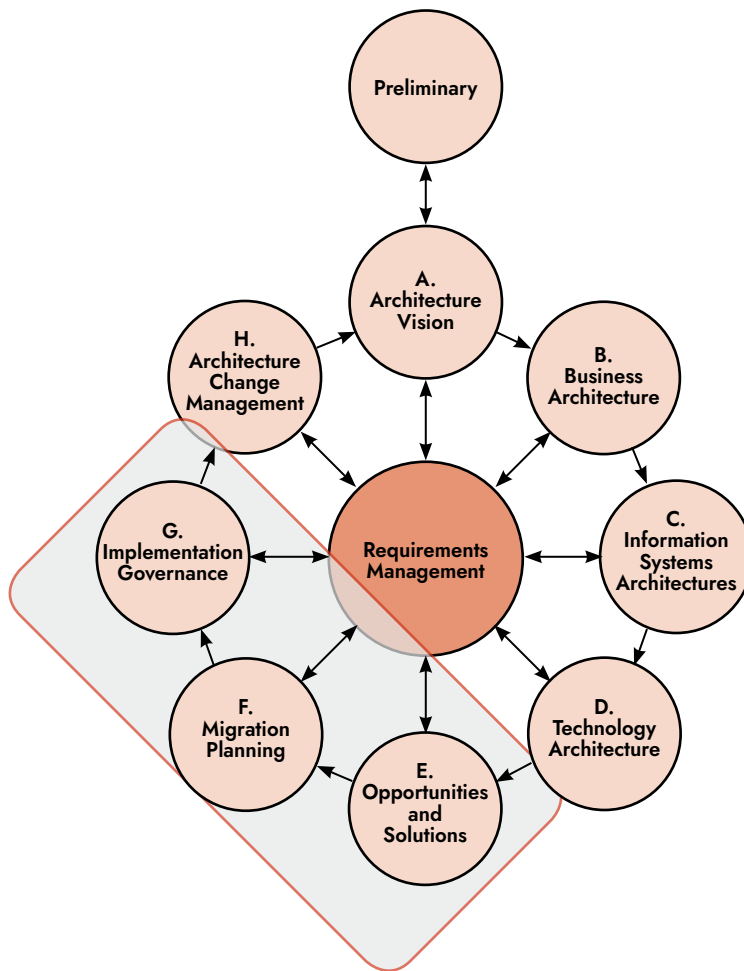 Preliminary
A.
Architecture
Vision
B.
Business
Architecture
C.
Information
Systems
Architectures
D.
Technology
Architecture
E.
Opportunities
and
Solutions
F.
Migration
Planning
G.
Implementation
Governance
H.
Architecture
Change
Management
Requirements
Management